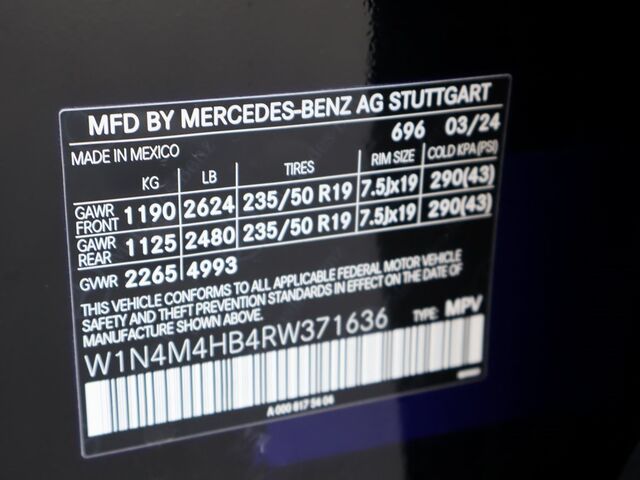 MFD BY MERCEDES-BENZ AG STUTTGART
MADE IN MEXICO 696 03/24
KG LB TIRES RIM SIZE COLD KPA(PSI)
GAWR FRONT 1190 2624 235/50 R19 7.5Jx19 290(43)
GAWR REAR 1125 2480 235/50 R19 7.5Jx19 290(43)
GVWR 2265 4993
THIS VEHICLE CONFORMS TO ALL APPLICABLE FEDERAL MOTOR VEHICLE
SAFETY AND THEFT PREVENTION STANDARDS IN EFFECT ON THE DATE OF
MANUFACTURE SHOWN ABOVE. TYPE: MPV
W1N4M4HB4RW371636
A 000 817 54 04